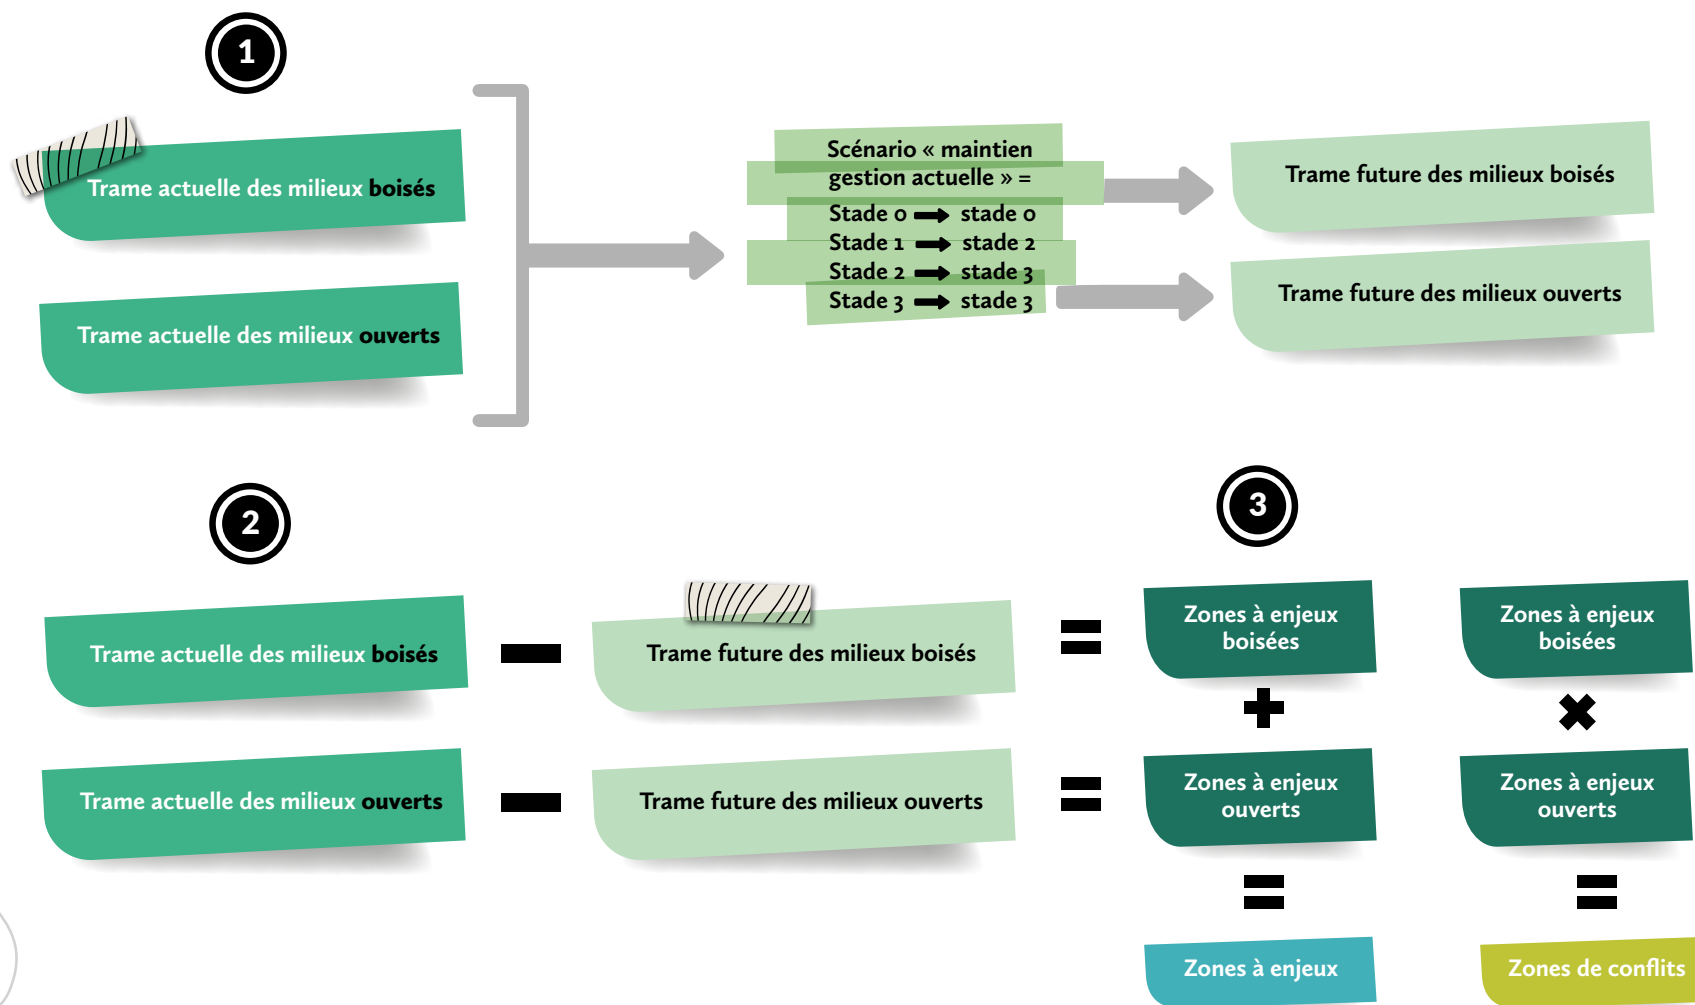 1
Trame actuelle des milieux boisés
Trame actuelle des milieux ouverts
Scénario « maintien
gestion actuelle » =
Stade 0 → stade 0
Stade 1 → stade 2
Stade 2 → stade 3
Stade 3 → stade 3
Trame future des milieux boisés
Trame future des milieux ouverts
2
Trame actuelle des milieux boisés
Trame future des milieux boisés
Trame actuelle des milieux ouverts
Trame future des milieux ouverts
3
Zones à enjeux
boisées
Zones à enjeux
ouverts
Zones à enjeux
Zones à enjeux
boisées
Zones à enjeux
ouverts
Zones de conflits